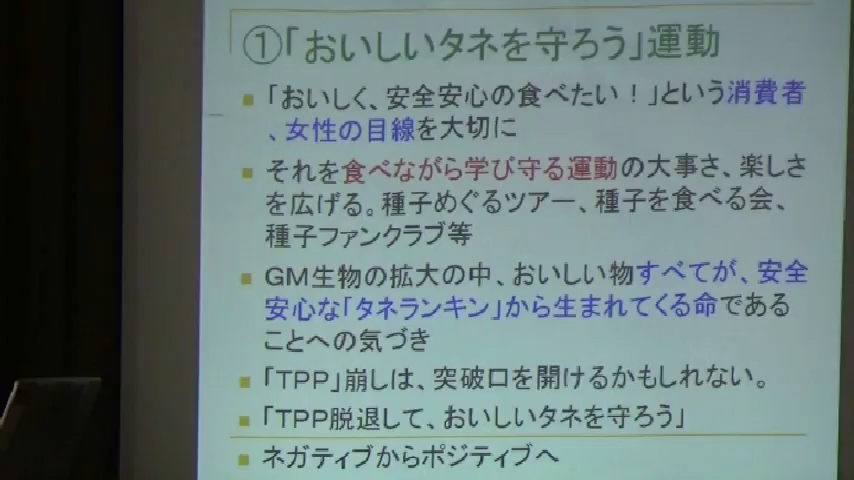 ①「おいしいタネを守ろう」運動
「おいしく、安全安心の食べたい！」という消費者
、女性の目線を大切に
それを食べながら学び守る運動の大事さ、楽しさ
を広げる。種子めぐるツアー、種子を食べる会、
種子ファンクラブ等
GM生物の拡大の中、おいしい物すべてが、安全
安心な「タネランキン」から生まれてくる命である
ことへの気づき
「TPP」崩しは、突破口を開けるかもしれない。
「TPP脱退して、おいしいタネを守ろう」
ネガティブからポジティブへ